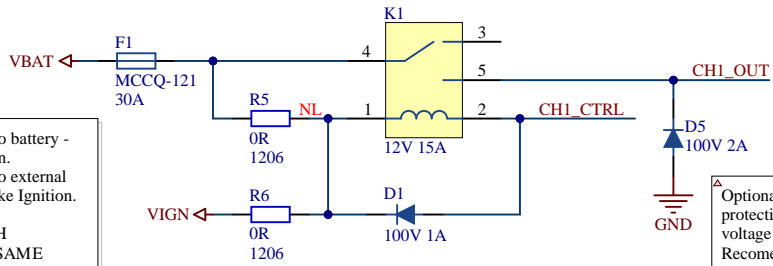 K1
F1
3
VBAT
4
MCCQ-121
30A
5
CH1_OUT
R5
NL
1
2
CH1_CTRL
0R
1206
12V 15A
D5
100V 2A
o battery -
n.
o external
ke Ignition.
H
SAME
R6
D1
VIGN
0R
1206
100V 1A
GND
Optiona
protecti
voltage
Recome